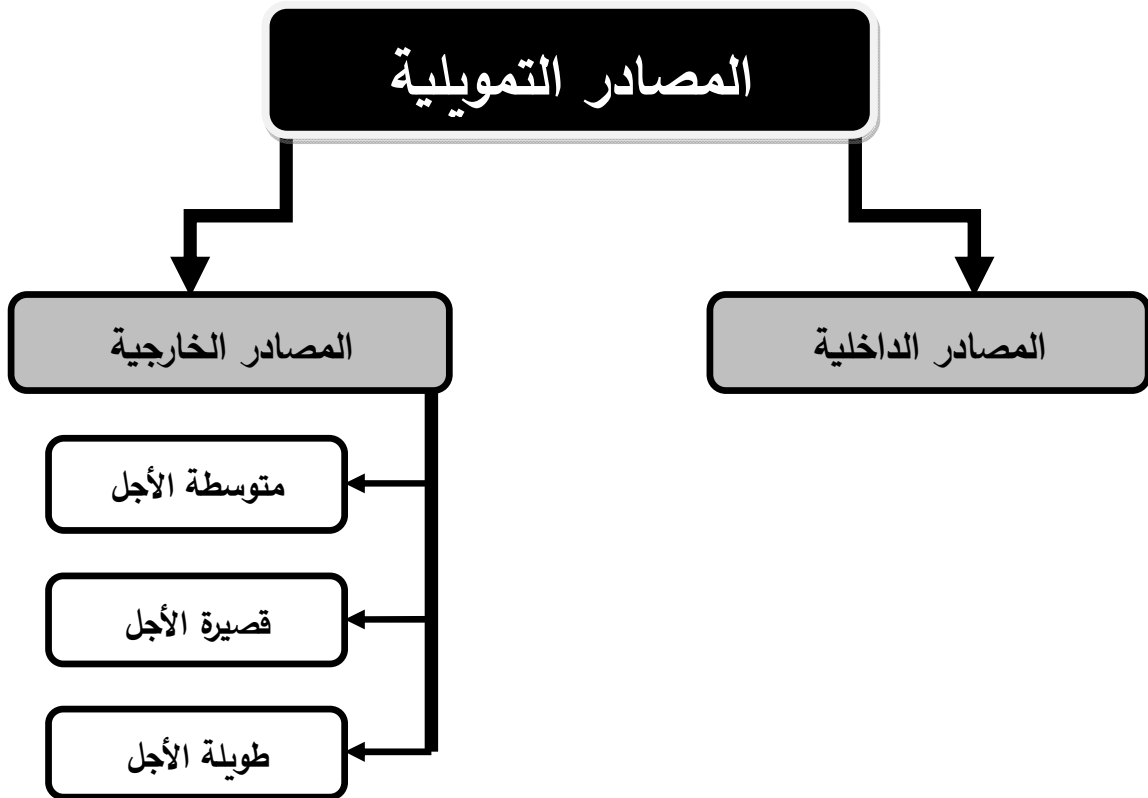 المصادر التمويلية
المصادر الداخلية
المصادر الخارجية
متوسطة الأجل
قصيرة الأجل
طويلة الأجل